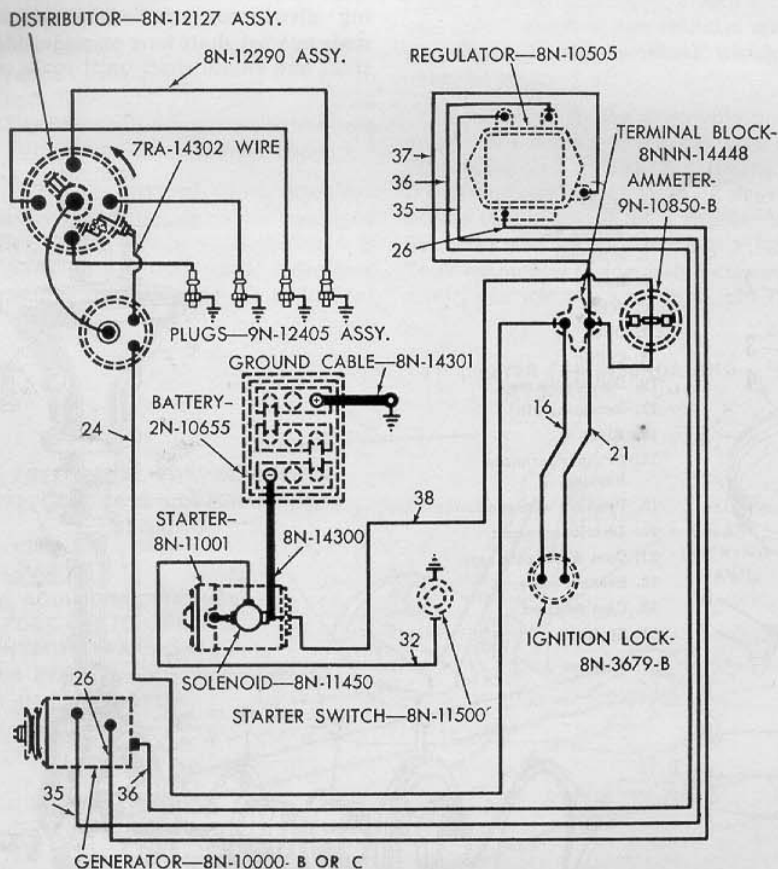 DISTRIBUTOR—8N-12127 ASSY.
8N-12290 ASSY.
REGULATOR—8N-10505
7RA-14302 WIRE
TERMINAL BLOCK-
8NNN-14448
AMMETER-
9N-10850-B
37
36
35
26
PLUGS—9N-12405 ASSY.
GROUND CABLE—8N-14301
BATTERY-
2N-10655
24
16
21
38
STARTER-
8N-11001
8N-14300
32
IGNITION LOCK-
8N-3679-B
SOLENOID—8N-11450
STARTER SWITCH—8N-11500
26
35
36
GENERATOR—8N-10000- B OR C